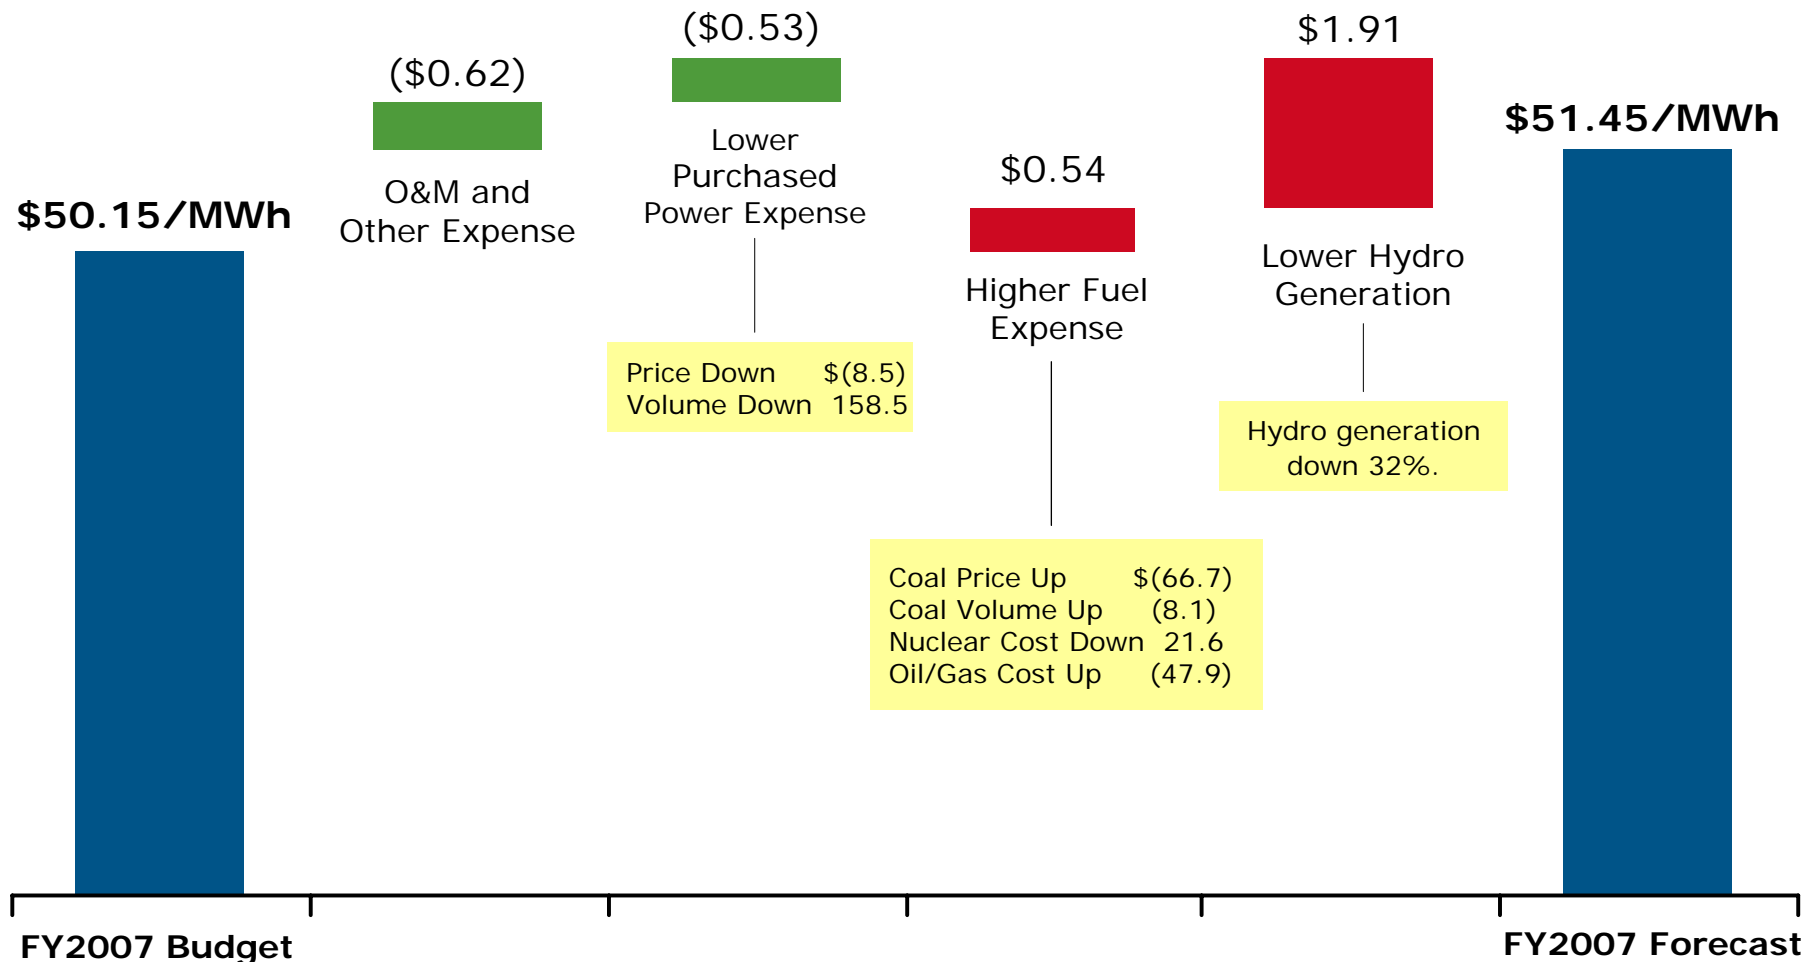 $50.15/MWh
($0.62)
O&M and
Other Expense
($0.53)
Lower
Purchased
Power Expense
Price Down $(8.5)
Volume Down 158.5
$0.54
Higher Fuel
Expense
Coal Price Up $(66.7)
Coal Volume Up (8.1)
Nuclear Cost Down 21.6
Oil/Gas Cost Up (47.9)
$1.91
Lower Hydro
Generation
Hydro generation
down 32%.
$51.45/MWh
FY2007 Budget
FY2007 Forecast